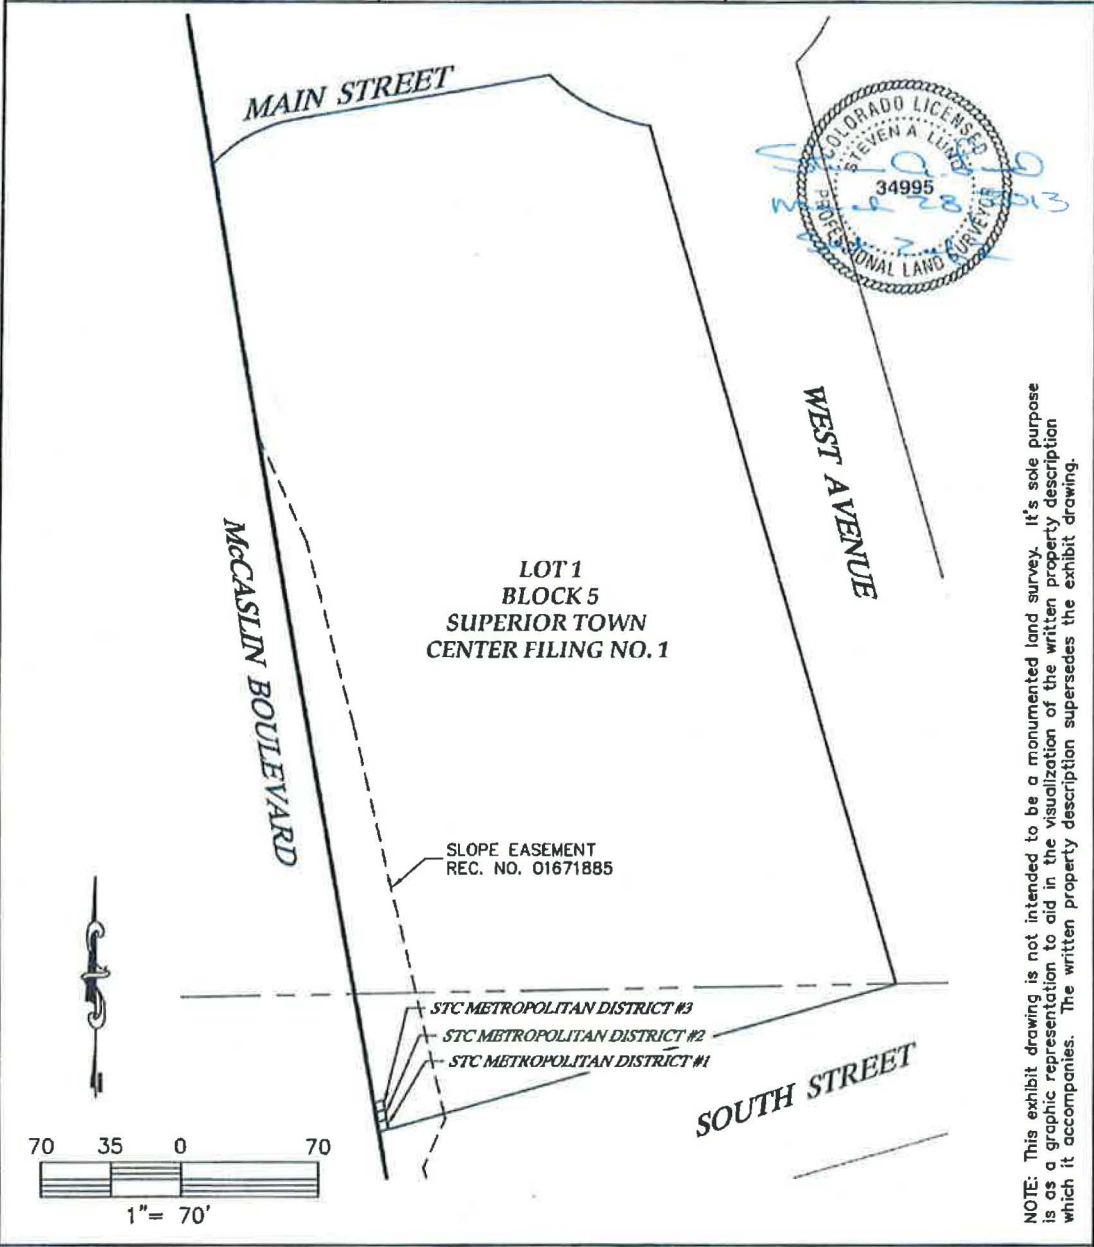 MAIN STREET
COLORADO LICENSED
STEVEN A. LUND
34995
PROFESSIONAL LAND SURVEYOR
28 2013
WEST AVENUE
McCASLIN BOULEVARD
LOT 1
BLOCK 5
SUPERIOR TOWN
CENTER FILING NO. 1
SLOPE EASEMENT
REC. NO. 01671885
STC METROPOLITAN DISTRICT #3
STC METROPOLITAN DISTRICT #2
STC METROPOLITAN DISTRICT #1
SOUTH STREET
70 35 0 70
1"= 70'
NOTE: This exhibit drawing is not intended to be a monumented land survey. It's sole purpose
is as a graphic representation to aid in the visualization of the written property description
which it accompanies. The written property description supersedes the exhibit drawing.